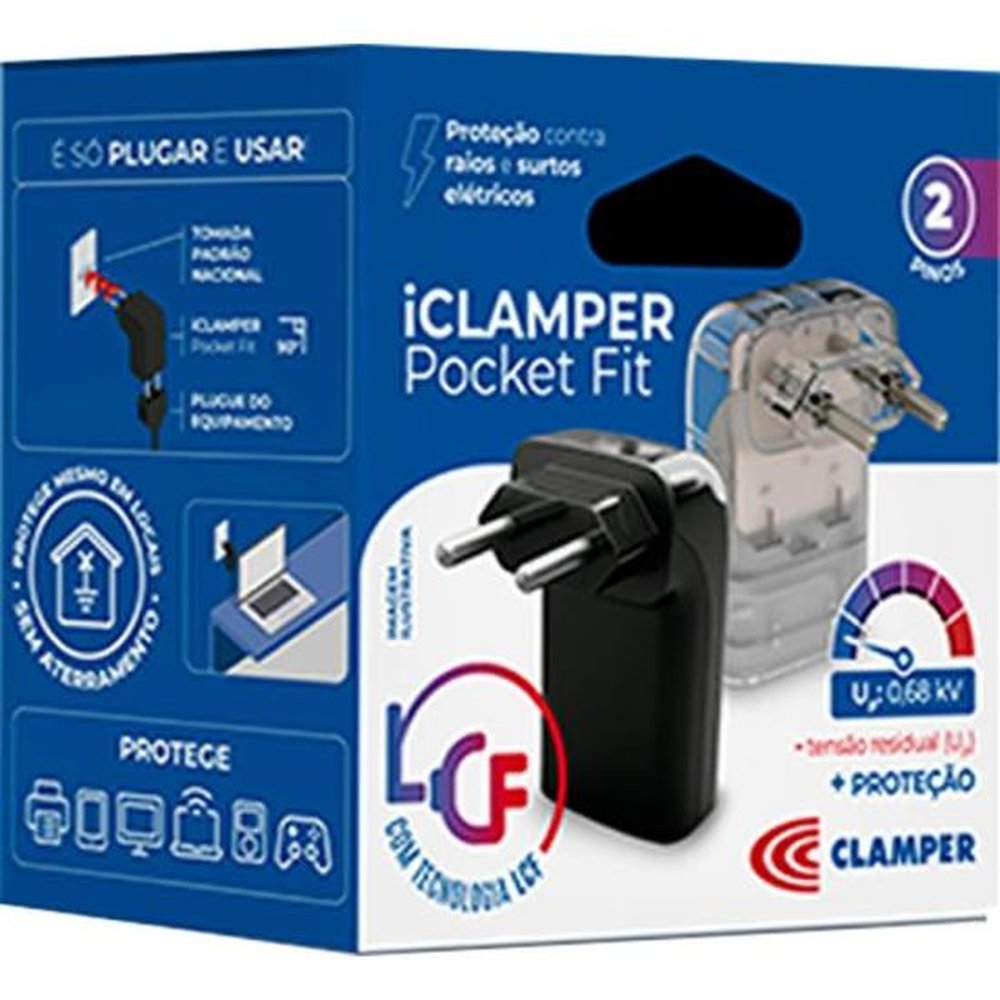 É SÓ PLUGAR E USAR
TOMADA
PADRÃO
NACIONAL
iCLAMPER
Pocket Fit
90°
PLUGUE DO
EQUIPAMENTO
• PROTEGE MESMO EM LOCAIS •
SEM ATERRAMENTO
PROTEGE
Proteção contra
raios e surtos
elétricos
2
PINOS
iCLAMPER
Pocket Fit
IMAGEM
ILUSTRATIVA
LCF
COM TECNOLOGIA LCF
Up: 0,68 kV
- tensão residual (Up)
+ PROTEÇÃO
CLAMPER